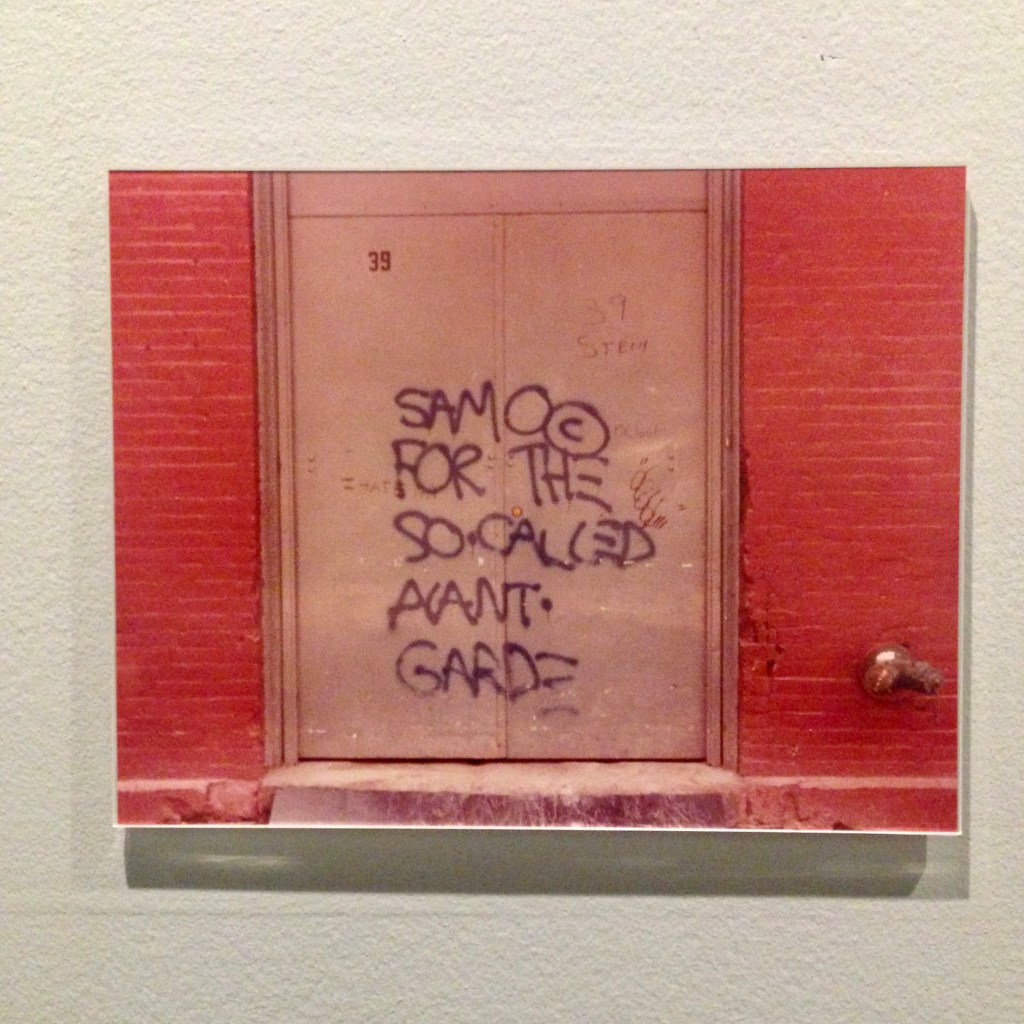 39
39
STEM
SAMO©
FOR THE
SO·CALLED
AVANT·
GARDE